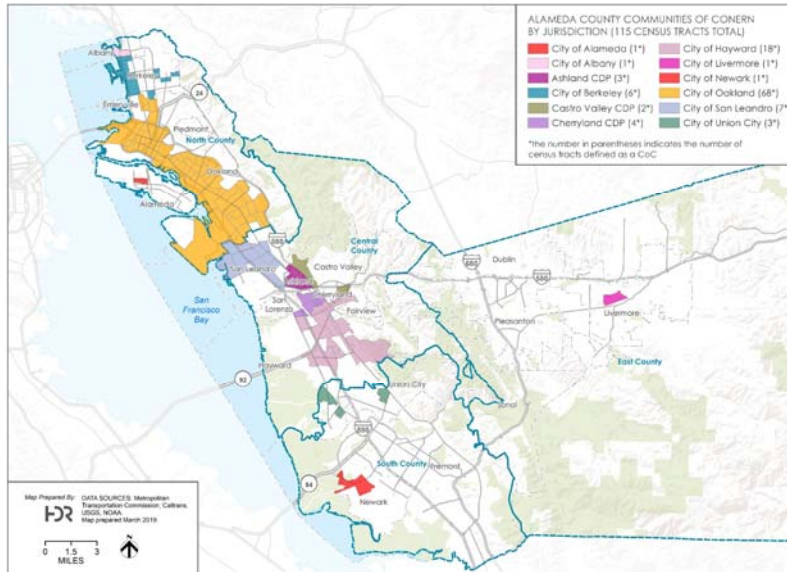 ALAMEDA COUNTY COMMUNITIES OF CONERN
BY JURISDICTION (115 CENSUS TRACTS TOTAL)
City of Alameda (1*)
City of Albany (1*)
Ashland CDP (3*)
City of Berkeley (6*)
Castro Valley CDP (2*)
Cherryland CDP (4*)
City of Hayward (18*)
City of Livermore (1*)
City of Newark (1*)
City of Oakland (68*)
City of San Leandro (7*
City of Union City (3*)
*the number in parentheses indicates the number of
census tracts defined as a CoC
Albany
Berkeley
Emeryville
24
Piedmont
North County
Oakland
Alameda
580
Central
County
San Leandro
Castro Valley
Cherryland
San
Lorenzo
Fairview
San
Francisco
Bay
Hayward
92
Union City
Dublin
680
580
Pleasanton
Livermore
East County
Sunol
880
South County
Fremont
84
Newark
Map Prepared By:
HDR
DATA SOURCES: Metropolitan
Transportation Commission; Caltrans,
USGS, NOAA.
Map prepared March 2019
0 1.5 3
MILES
N